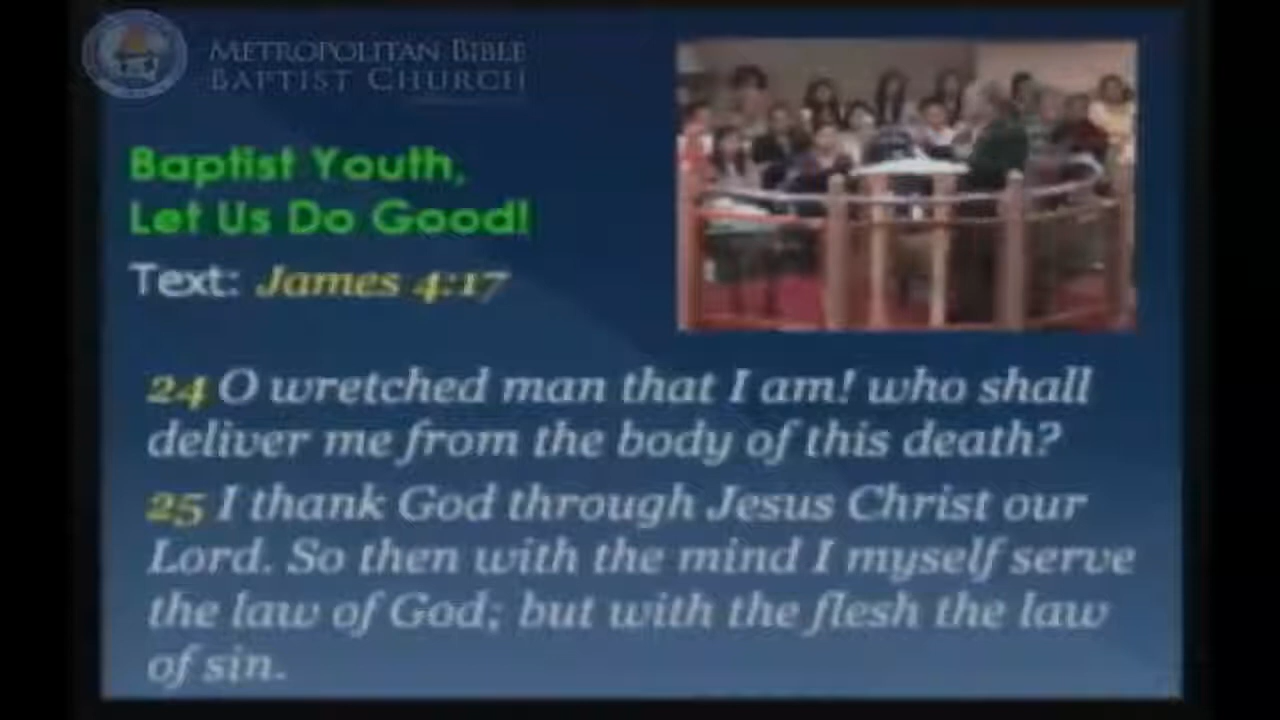 METROPOLITAN BIBLE
BAPTIST CHURCH
Baptist Youth,
Let Us Do Good!
Text: James 4:17
24 O wretched man that I am! who shall
deliver me from the body of this death?
25 I thank God through Jesus Christ our
Lord. So then with the mind I myself serve
the law of God; but with the flesh the law
of sin.